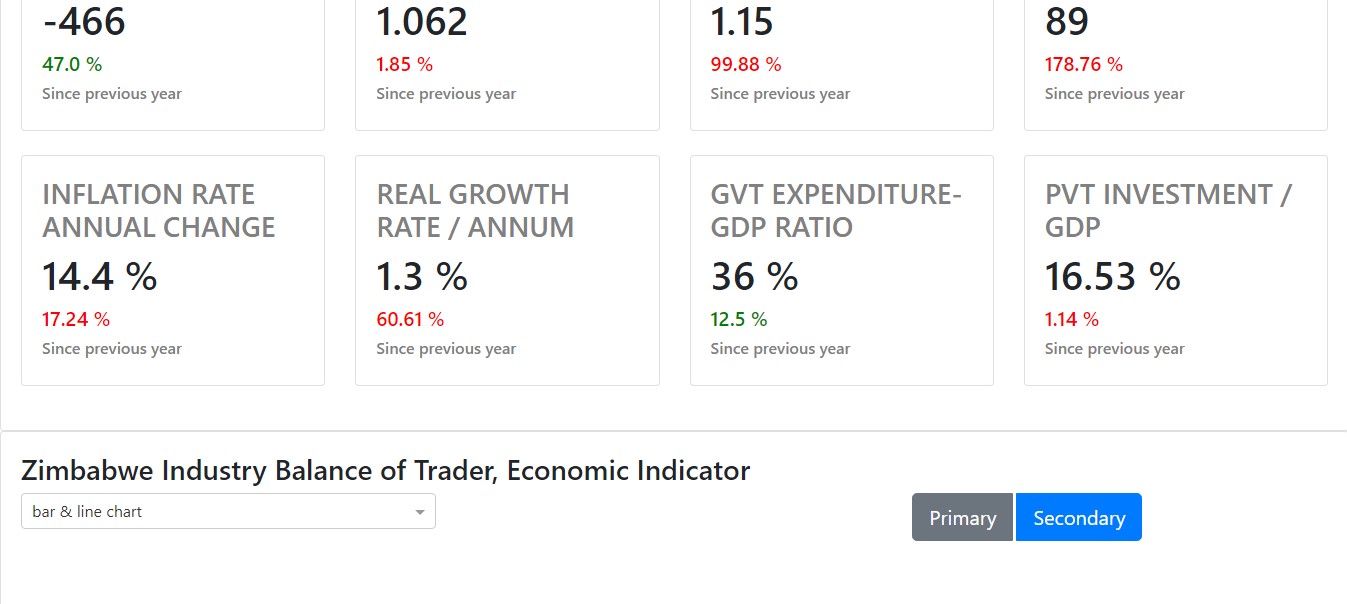 -466
1.062
1.15
89
47.0 %
1.85 %
99.88 %
178.76 %
Since previous year
Since previous year
Since previous year
Since previous year
INFLATION RATE
ANNUAL CHANGE
14.4 %
17.24 %
Since previous year
REAL GROWTH
RATE / ANNUM
1.3 %
60.61 %
Since previous year
GVT EXPENDITURE-
GDP RATIO
36 %
12.5 %
Since previous year
PVT INVESTMENT /
GDP
16.53 %
1.14 %
Since previous year
Zimbabwe Industry Balance of Trader, Economic Indicator
bar & line chart
Primary
Secondary